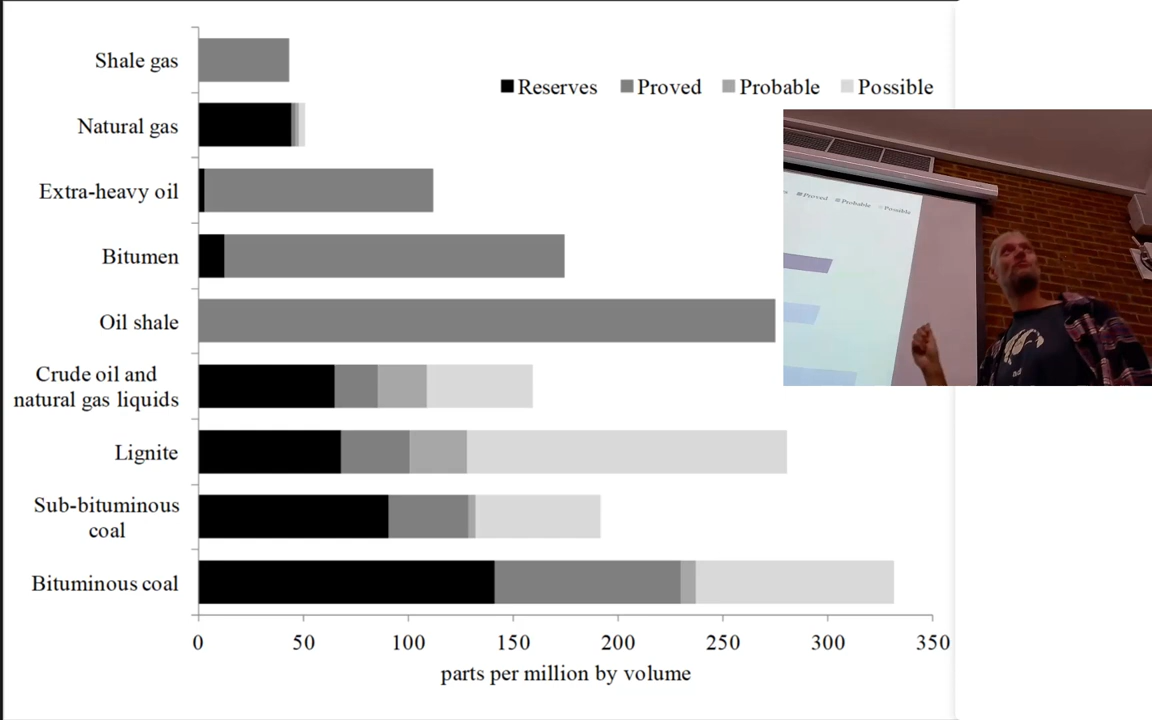 Shale gas
Reserves Proved Probable Possible
Natural gas
Extra-heavy oil
Bitumen
Oil shale
Crude oil and
natural gas liquids
Lignite
Sub-bituminous
coal
Bituminous coal
0 50 100 150 200 250 300 350
parts per million by volume
Proved Probable Possible